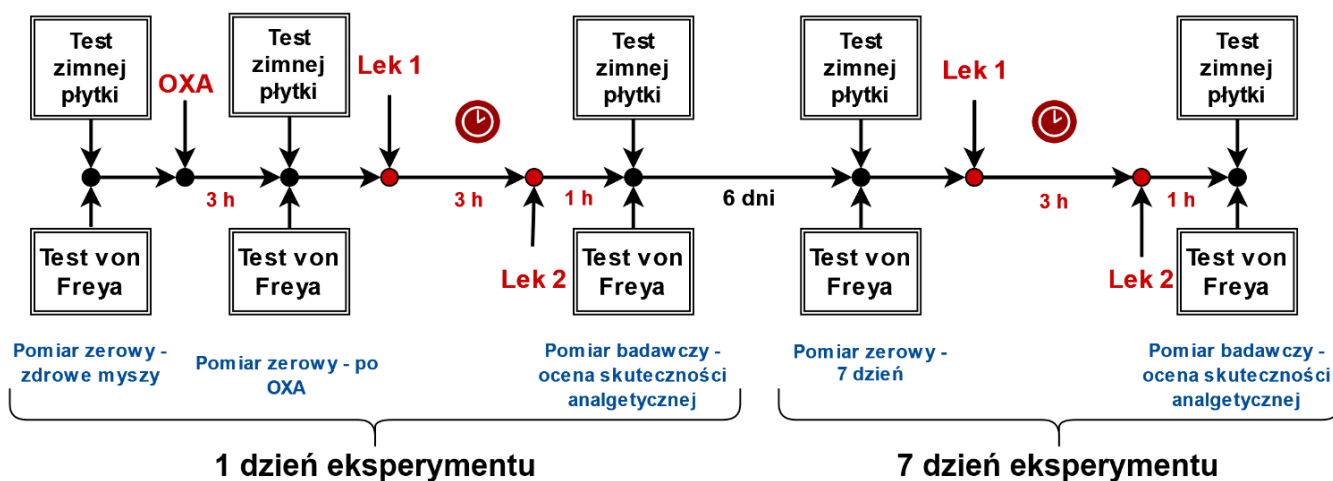 Test
zimnej
płytki
OXA
Test
zimnej
płytki
Lek 1
Test
zimnej
płytki
Test
zimnej
płytki
Lek 1
Test
zimnej
płytki
3 h
3 h
1 h
6 dni
3 h
1 h
Test von
Freya
Test von
Freya
Lek 2
Test von
Freya
Test von
Freya
Lek 2
Test von
Freya
Pomiar zerowy -
zdrowe myszy
Pomiar zerowy - po
OXA
Pomiar badawczy -
ocena skuteczności
analgetycznej
Pomiar zerowy -
7 dzień
Pomiar badawczy -
ocena skuteczności
analgetycznej
1 dzień eksperymentu
7 dzień eksperymentu